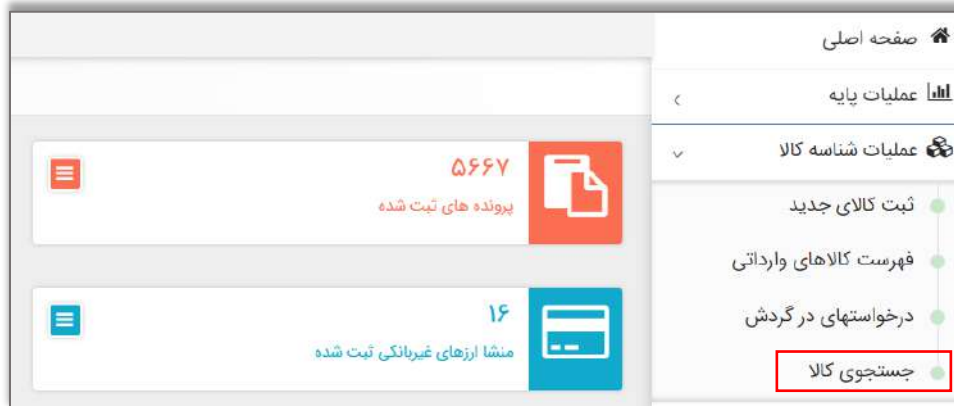 صفحه اصلی
عملیات پایه
عملیات شناسه کالا
ثبت کالای جدید
فهرست کالاهای وارداتی
درخواستهای در گردش
جستجوی کالا
۵۶۶۷
پرونده های ثبت شده
۱۶
منشا ارزهای غیربانکی ثبت شده